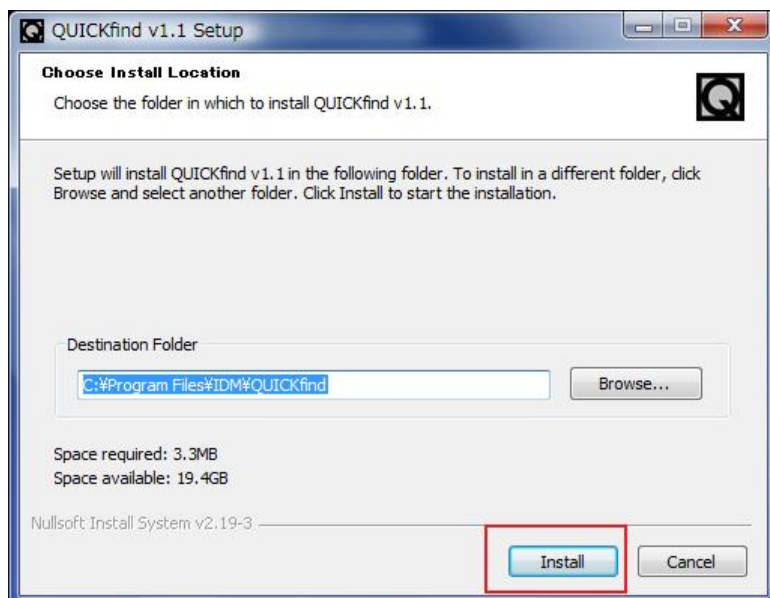 QUICKfind v1.1 Setup
Choose Install Location
Choose the folder in which to install QUICKfind v1.1.
Setup will install QUICKfind v1.1 in the following folder. To install in a different folder, click
Browse and select another folder. Click Install to start the installation.
Destination Folder
C:¥Program Files¥IDM¥QUICKfind
Browse...
Space required: 3.3MB
Space available: 19.4GB
Nullsoft Install System v2.19-3
Install
Cancel